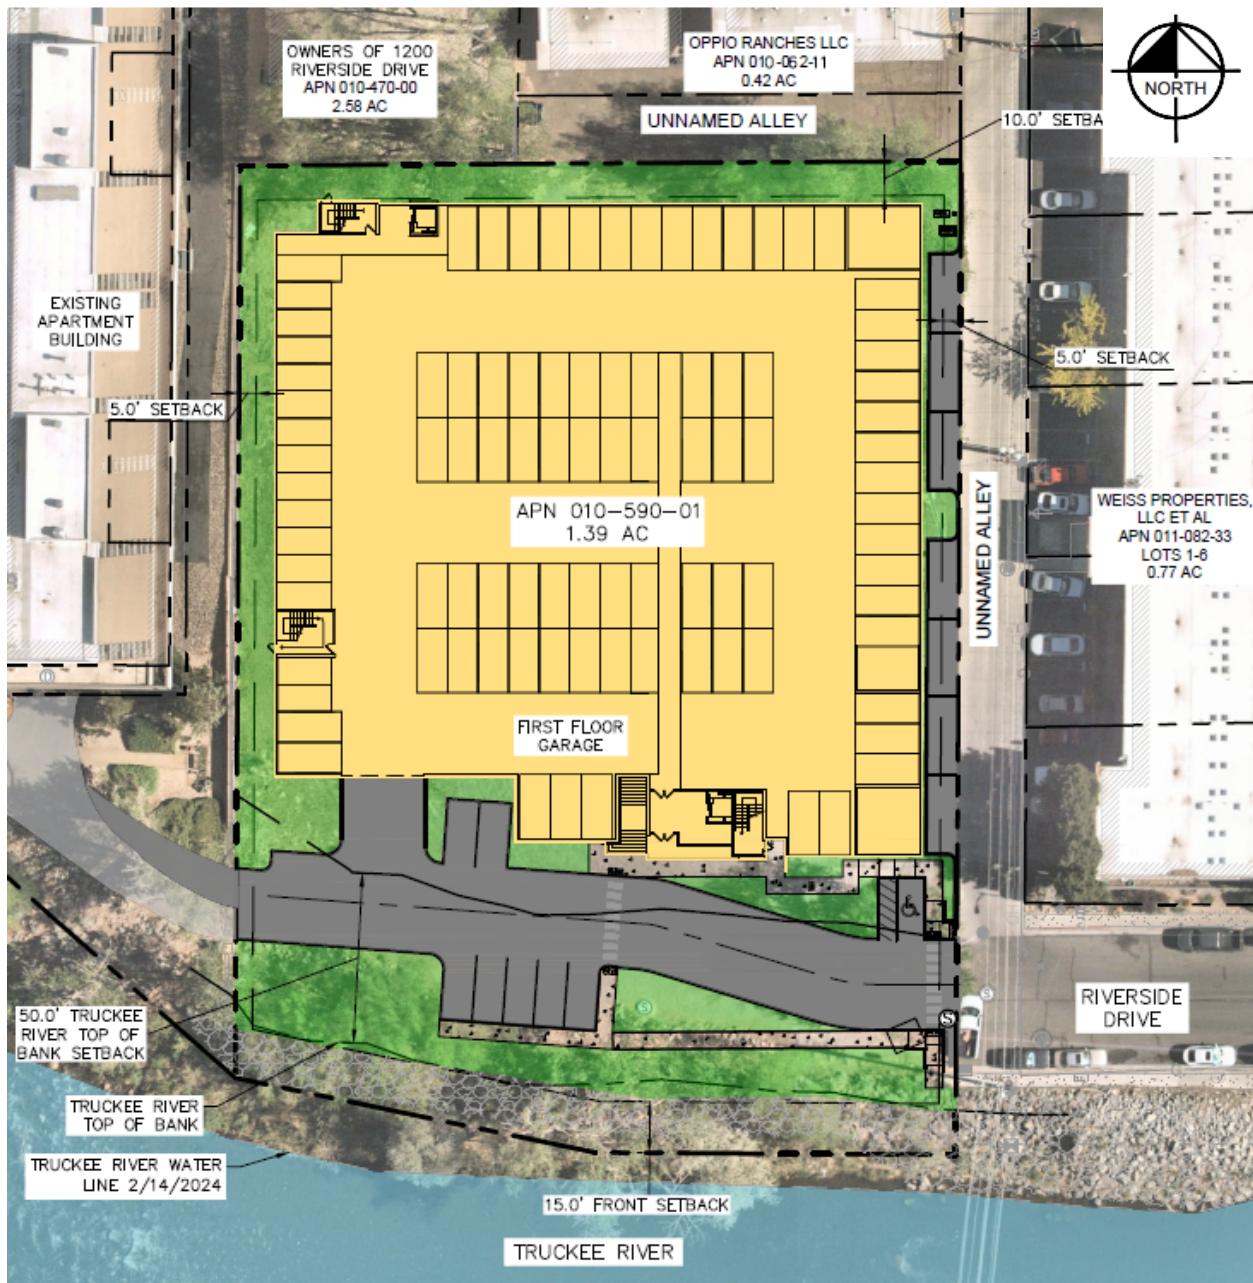 OWNERS OF 1200
RIVERSIDE DRIVE
APN 010-470-00
2.58 AC
OPPIO RANCHES LLC
APN 010-062-11
0.42 AC
UNNAMED ALLEY
NORTH
10.0' SETBA
EXISTING
APARTMENT
BUILDING
5.0' SETBACK
5.0' SETBACK
APN 010-590-01
1.39 AC
WEISS PROPERTIES,
LLC ET AL
APN 011-082-33
LOTS 1-6
0.77 AC
UNNAMED ALLEY
FIRST FLOOR
GARAGE
50.0' TRUCKEE
RIVER TOP OF
BANK SETBACK
RIVERSIDE
DRIVE
S
S
S
TRUCKEE RIVER
TOP OF BANK
TRUCKEE RIVER WATER
LINE 2/14/2024
15.0' FRONT SETBACK
TRUCKEE RIVER